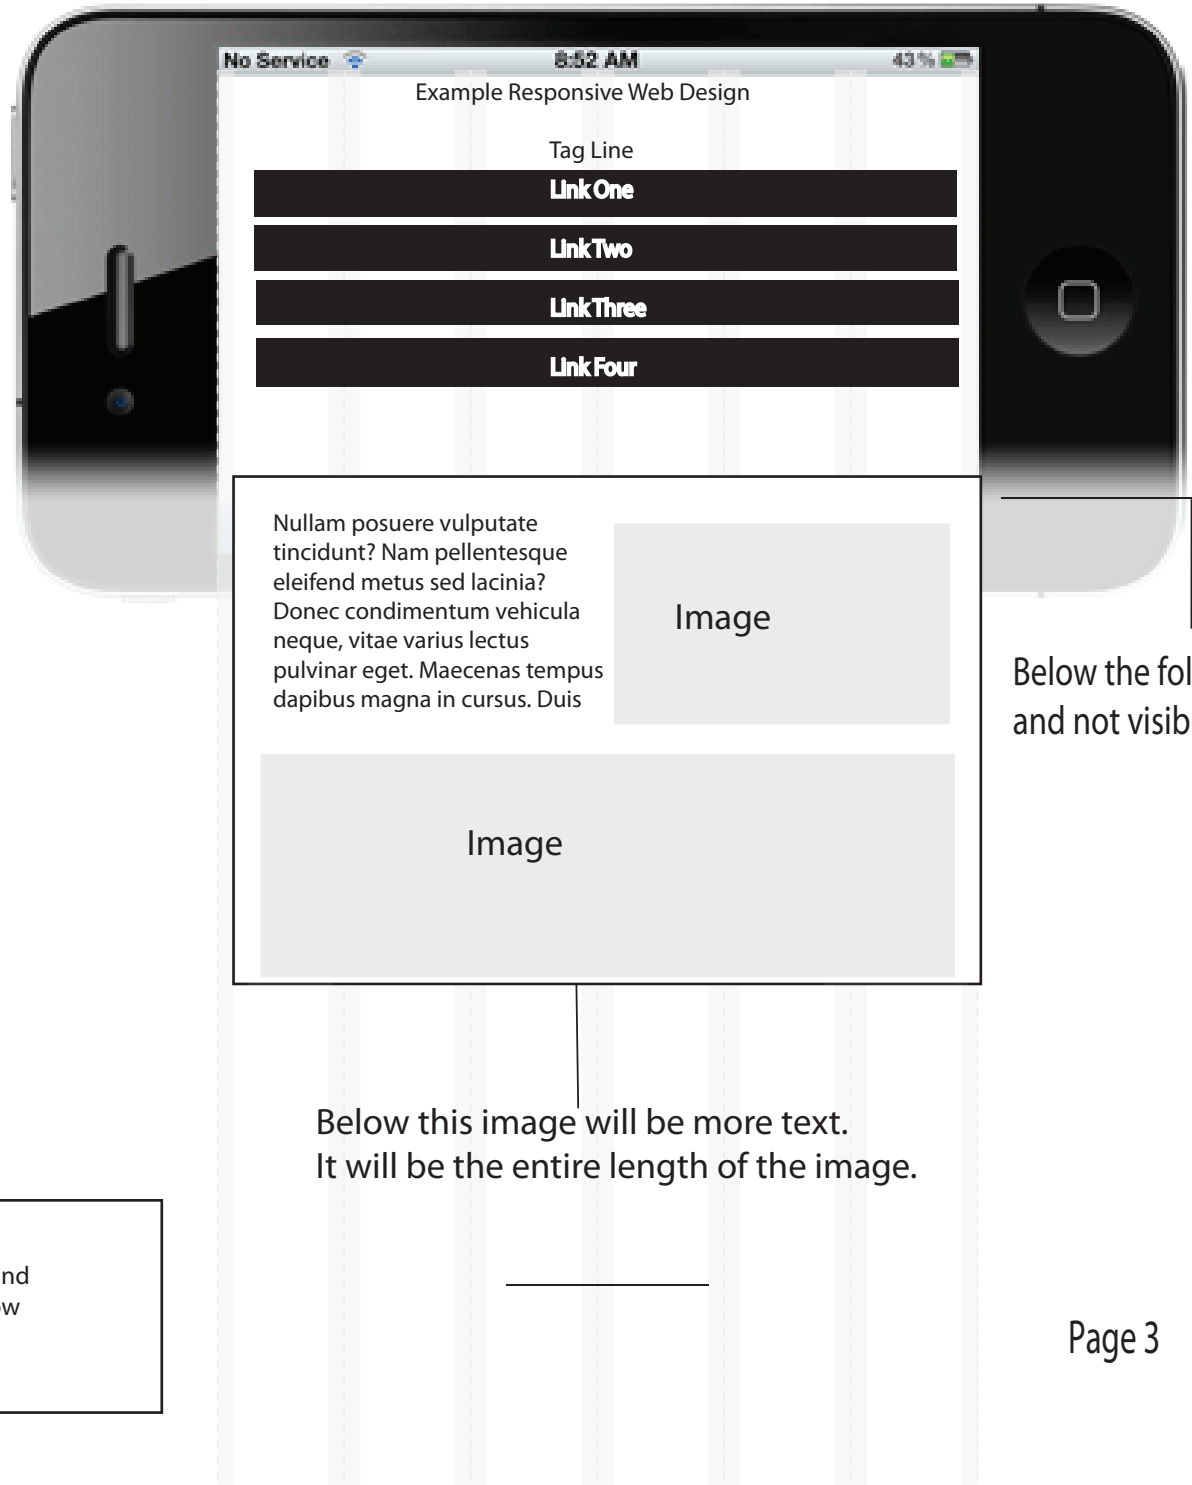 No Service 8:52 AM 43%
Example Responsive Web Design
Tag Line
Link One
Link Two
Link Three
Link Four
Nullam posuere vulputate
tincidunt? Nam pellentesque
eleifend metus sed lacinia?
Donec condimentum vehicula
neque, vitae varius lectus
pulvinar eget. Maecenas tempus
dapibus magna in cursus. Duis
Image
Below the fol
and not visib
Image
Below this image will be more text.
It will be the entire length of the image.
nd
w
Page 3